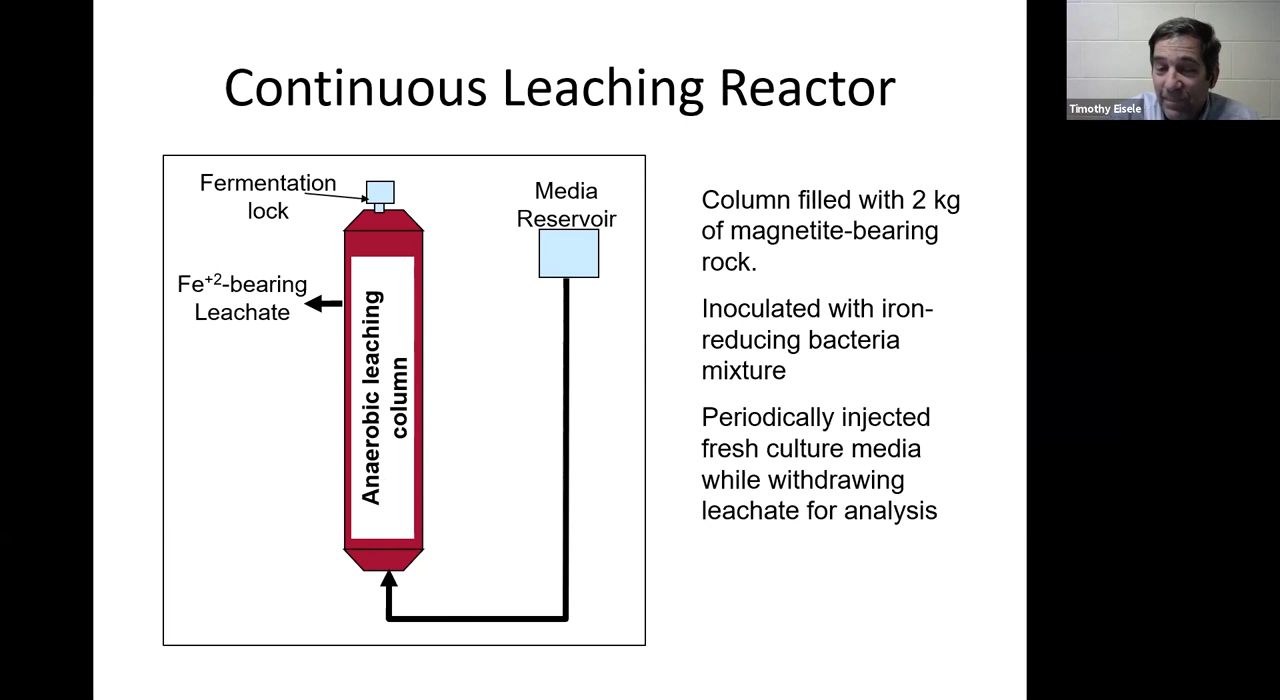 Continuous Leaching Reactor
Fermentation
lock
Media
Reservoir
Fe+2-bearing
Leachate
Anaerobic leaching
column
Column filled with 2 kg
of magnetite-bearing
rock.
Inoculated with iron-
reducing bacteria
mixture
Periodically injected
fresh culture media
while withdrawing
leachate for analysis
Timothy Eisele